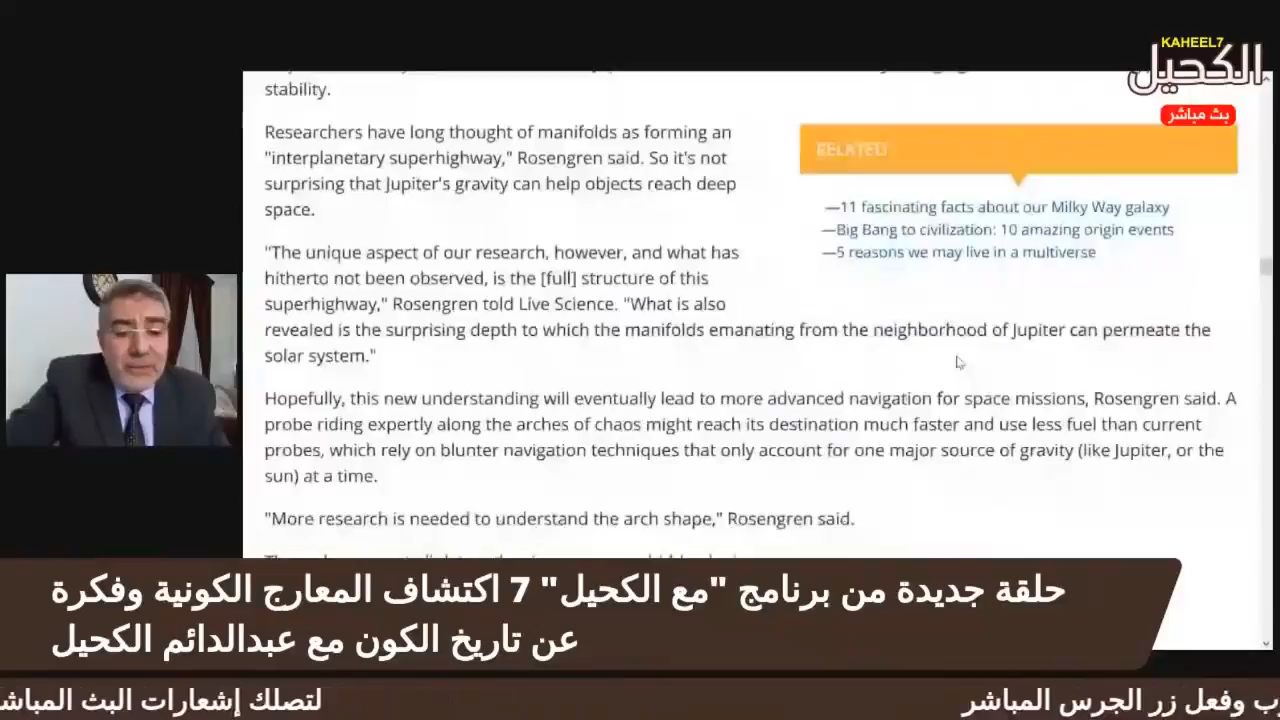 KAHEEL7
الكحيل
بث مباشر
stability.
Researchers have long thought of manifolds as forming an
"interplanetary superhighway," Rosengren said. So it's not
surprising that Jupiter's gravity can help objects reach deep
space.
RELATED
—11 fascinating facts about our Milky Way galaxy
—Big Bang to civilization: 10 amazing origin events
—5 reasons we may live in a multiverse
"The unique aspect of our research, however, and what has
hitherto not been observed, is the [full] structure of this
superhighway," Rosengren told Live Science. "What is also
revealed is the surprising depth to which the manifolds emanating from the neighborhood of Jupiter can permeate the
solar system."
Hopefully, this new understanding will eventually lead to more advanced navigation for space missions, Rosengren said. A
probe riding expertly along the arches of chaos might reach its destination much faster and use less fuel than current
probes, which rely on blunter navigation techniques that only account for one major source of gravity (like Jupiter, or the
sun) at a time.
"More research is needed to understand the arch shape," Rosengren said.
حلقة جديدة من برنامج "مع الكحيل" 7 اكتشاف المعارج الكونية وفكرة
عن تاريخ الكون مع عبدالدائم الكحيل
وفعل زر الجرس المباشر لتصلك إشعارات البث